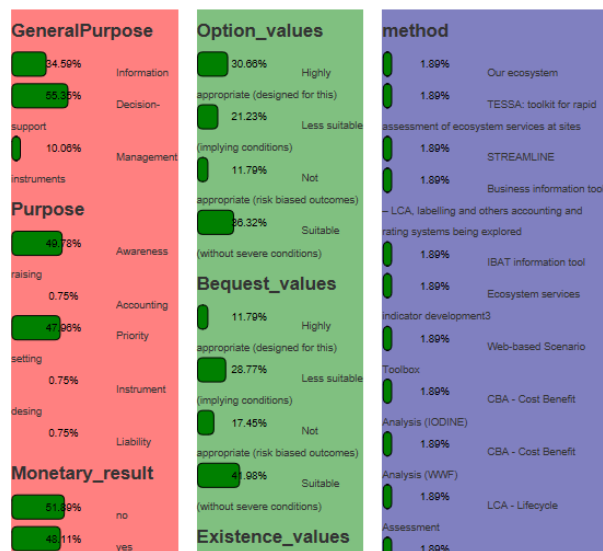 GeneralPurpose
34.59% Information
55.35% Decision-
support
10.06% Management
instruments
Purpose
49.78% Awareness
raising
0.75% Accounting
47.96% Priority
setting
0.75% Instrument
desing
0.75% Liability
Monetary_result
51.89% no
48.11% yes
Option_values
30.66% Highly
appropriate (designed for this)
21.23% Less suitable
(implying conditions)
11.79% Not
appropriate (risk biased outcomes)
36.32% Suitable
(without severe conditions)
Bequest_values
11.79% Highly
appropriate (designed for this)
28.77% Less suitable
(implying conditions)
17.45% Not
appropriate (risk biased outcomes)
41.98% Suitable
(without severe conditions)
Existence_values
method
1.89% Our ecosystem
1.89% TESSA: toolkit for rapid
assessment of ecosystem services at sites
1.89% STREAMLINE
1.89% Business information too
– LCA, labelling and others accounting and
rating systems being explored
1.89% IBAT information tool
1.89% Ecosystem services
indicator development3
1.89% Web-based Scenario
Toolbox
1.89% CBA - Cost Benefit
Analysis (IODINE)
1.89% CBA - Cost Benefit
Analysis (WWF)
1.89% LCA - Lifecycle
Assessment
1.89%